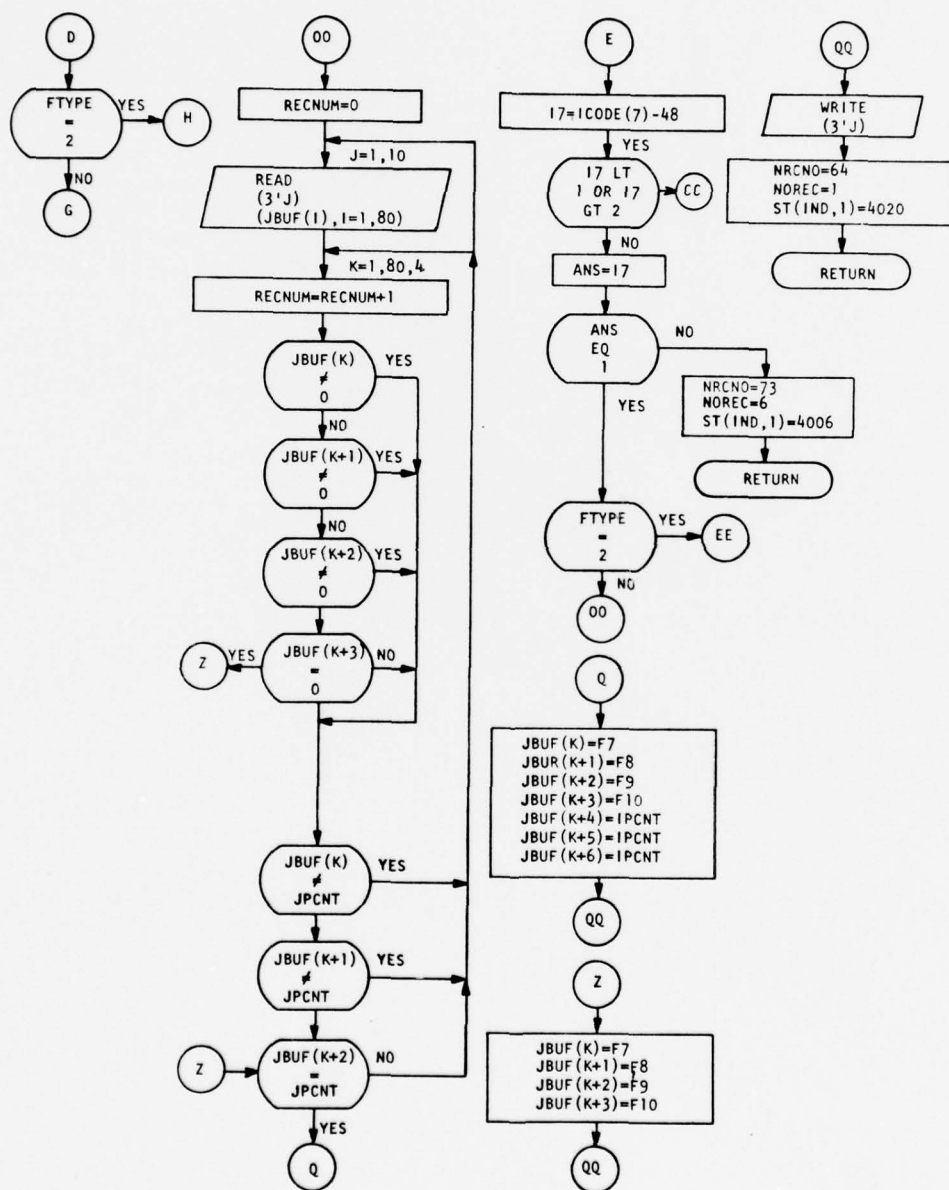 D
FTYPE
=
2
YES
H
NO
G
OO
RECNUM=0
J=1,10
READ
(3'J)
(JBUF(I),I=1,80)
K=1,80,4
RECNUM=RECNUM+1
JBUF(K)
≠
0
YES
NO
JBUF(K+1)
≠
0
YES
NO
JBUF(K+2)
≠
0
YES
JBUF(K+3)
=
0
YES
Z
NO
JBUF(K)
≠
JPCNT
YES
JBUF(K+1)
≠
JPCNT
YES
Z
JBUF(K+2)
=
JPCNT
NO
YES
Q
E
I7=ICODE(7)-48
YES
I7 LT
1 OR I7
GT 2
CC
NO
ANS=I7
ANS
EQ
1
NO
NRCNO=73
NOREC=6
ST(IND,1)=4006
RETURN
YES
FTYPE
=
2
YES
EE
NO
OO
Q
JBUF(K)=F7
JBUR(K+1)=F8
JBUF(K+2)=F9
JBUF(K+3)=F10
JBUF(K+4)=IPCNT
JBUF(K+5)=IPCNT
JBUF(K+6)=IPCNT
QQ
Z
JBUF(K)=F7
JBUF(K+1)=F8
JBUF(K+2)=F9
JBUF(K+3)=F10
QQ
QQ
WRITE
(3'J)
NRCNO=64
NOREC=1
ST(IND,1)=4020
RETURN